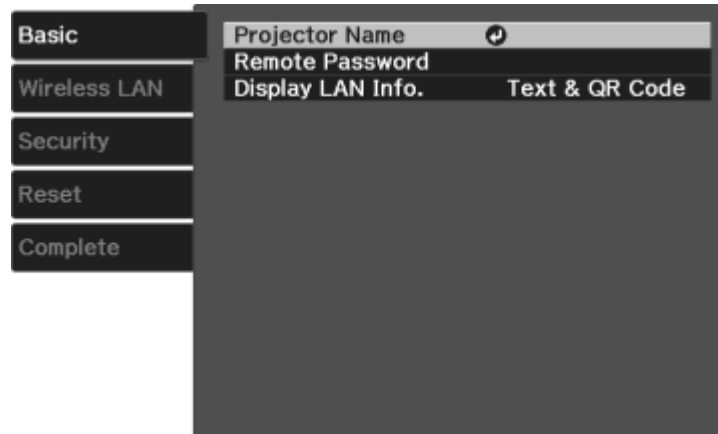 Basic
Wireless LAN
Security
Reset
Complete
Projector Name
Remote Password
Display LAN Info. Text & QR Code